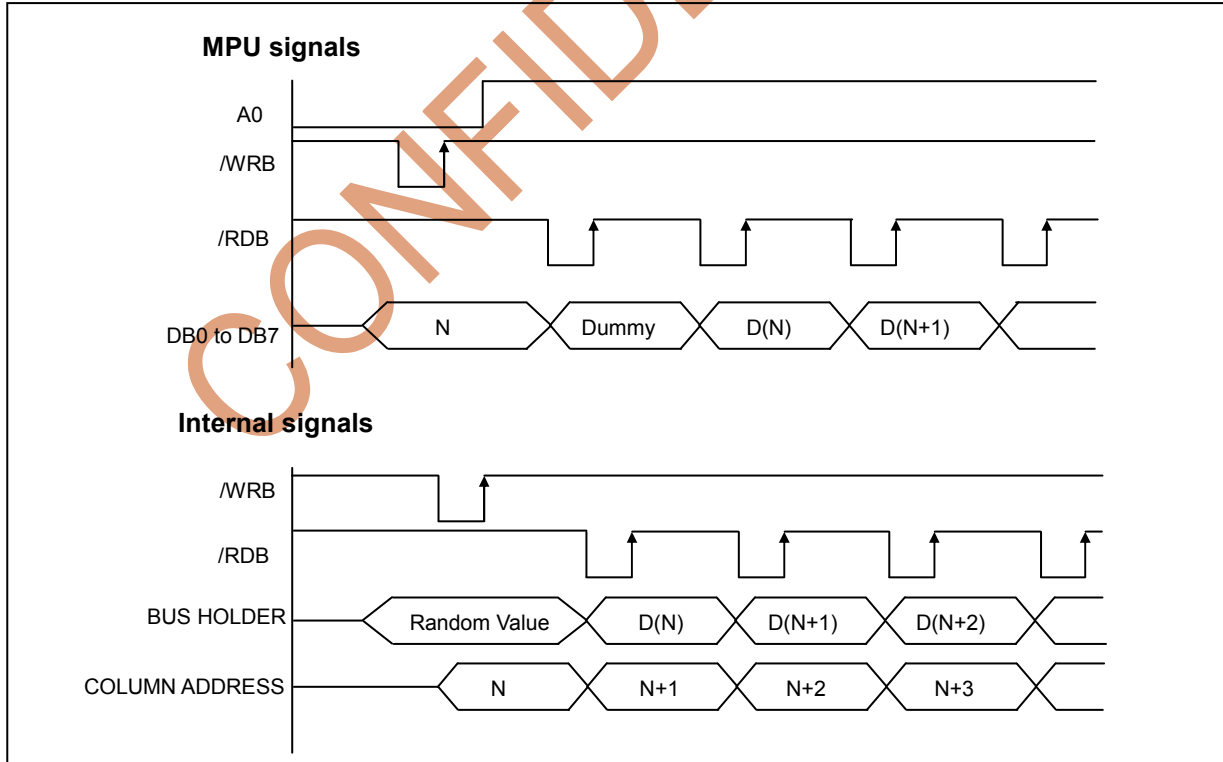 MPU signals
A0
/WRB
/RDB
DB0 to DB7
N
Dummy
D(N)
D(N+1)
Internal signals
/WRB
/RDB
BUS HOLDER
Random Value
D(N)
D(N+1)
D(N+2)
COLUMN ADDRESS
N
N+1
N+2
N+3
CONFID